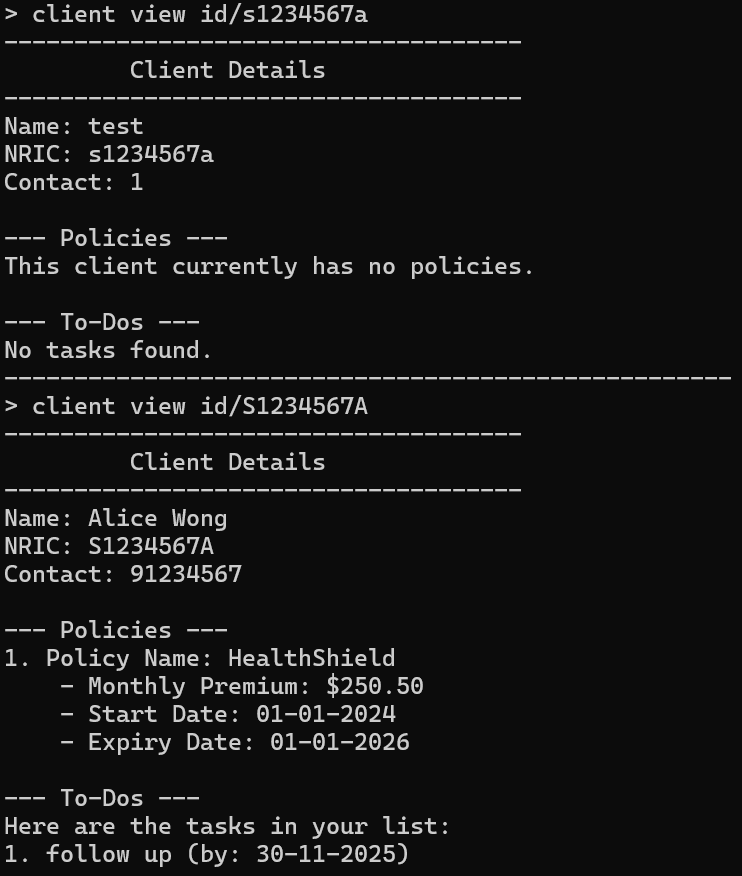 > client view id/s1234567a
-------------------------------------
Client Details
-------------------------------------
Name: test
NRIC: s1234567a
Contact: 1
--- Policies ---
This client currently has no policies.
--- To-Dos ---
No tasks found.
----------------------------------------------------
> client view id/S1234567A
-------------------------------------
Client Details
-------------------------------------
Name: Alice Wong
NRIC: S1234567A
Contact: 91234567
--- Policies ---
1. Policy Name: HealthShield
- Monthly Premium: $250.50
- Start Date: 01-01-2024
- Expiry Date: 01-01-2026
--- To-Dos ---
Here are the tasks in your list:
1. follow up (by: 30-11-2025)